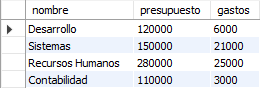 nombre presupuesto gastos
Desarrollo 120000 6000
Sistemas 150000 21000
Recursos Humanos 280000 25000
Contabilidad 110000 3000